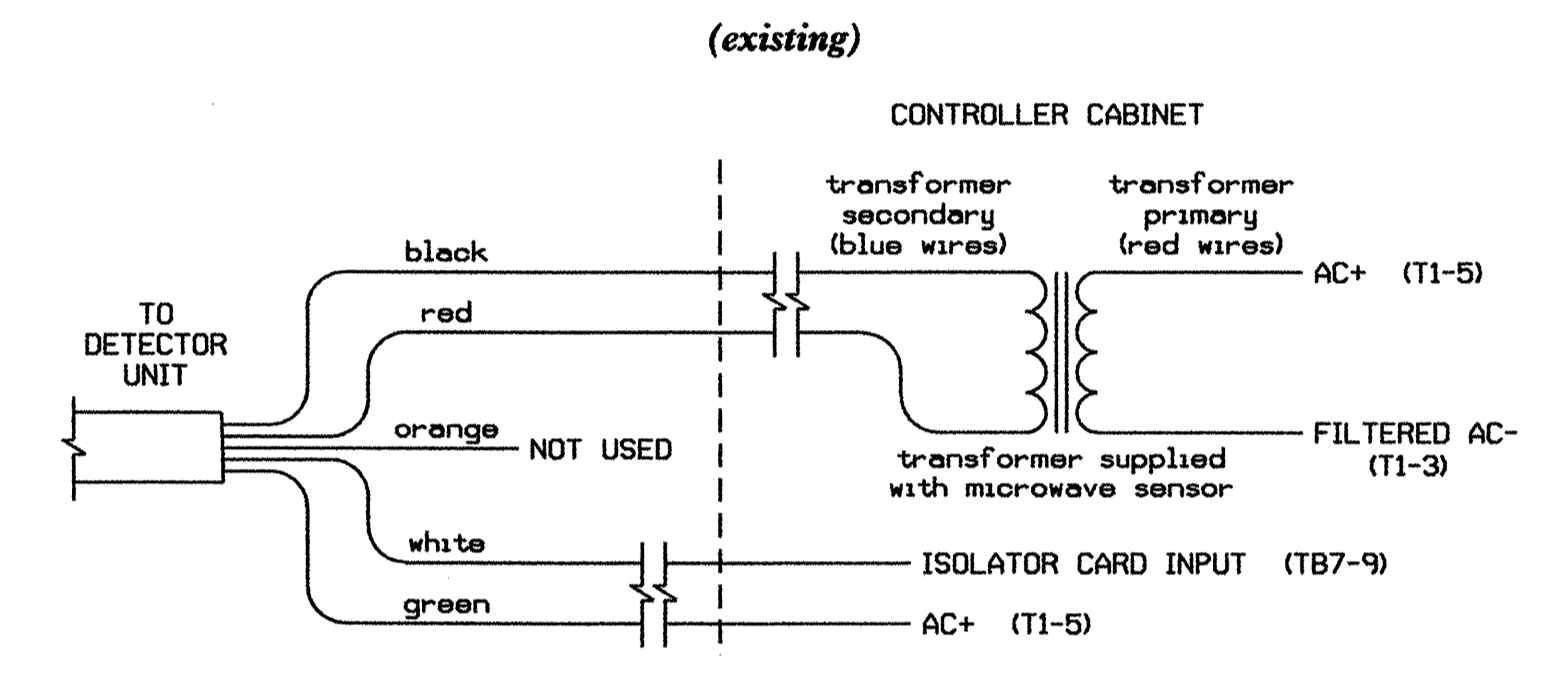 (existing)
CONTROLLER CABINET
transformer
secondary
(blue wires)
transformer
primary
(red wires)
black
AC+ (T1-5)
red
TO
DETECTOR
UNIT
orange
NOT USED
FILTERED AC-
(T1-3)
transformer supplied
with microwave sensor
white
ISOLATOR CARD INPUT (TB7-9)
green
AC+ (T1-5)